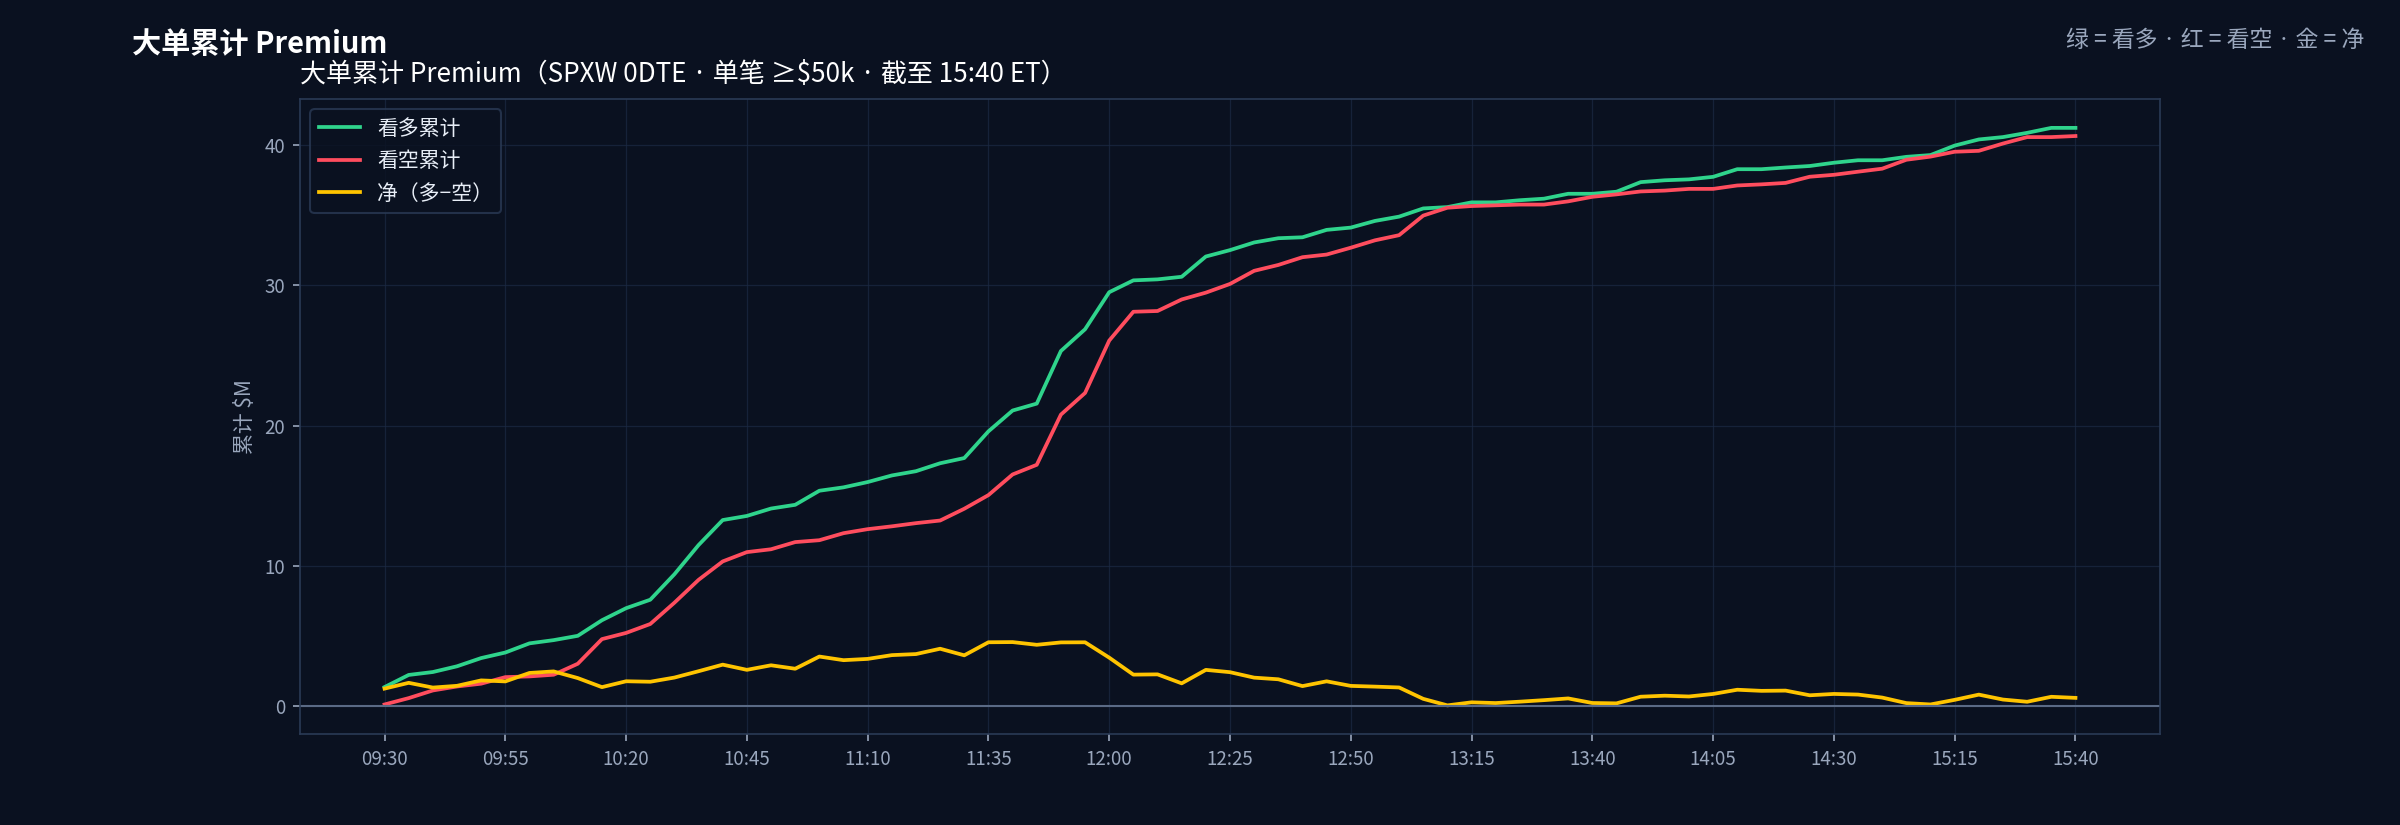 大单累计 Premium
绿 = 看多 · 红 = 看空 · 金 = 净
大单累计 Premium（SPXW 0DTE · 单笔 ≥$50k · 截至 15:40 ET）
看多累计
看空累计
净（多−空）
累计 $M
40
30
20
10
0
09:30 09:55 10:20 10:45 11:10 11:35 12:00 12:25 12:50 13:15 13:40 14:05 14:30 15:15 15:40